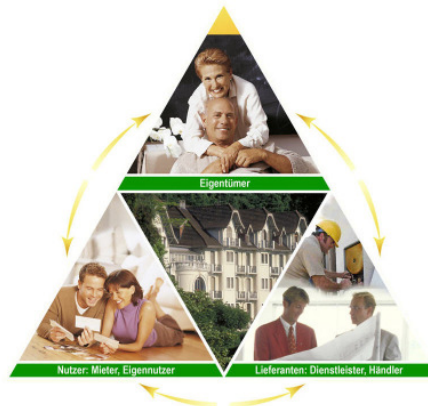 Eigentümer
Nutzer: Mieter, Eigennutzer
Lieferanten: Dienstleister, Händler